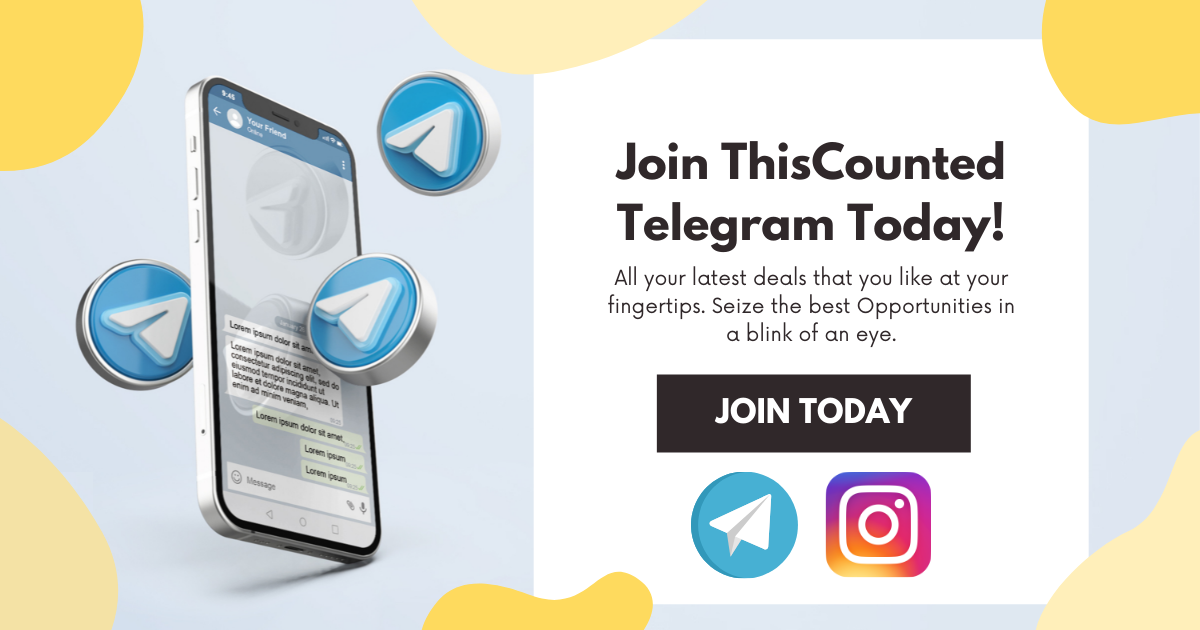 9:45
Your Friend
Online
Lorem ipsum dolor sit am
Lorem ipsum dolor sit amet,
consectetur adipiscing elit, sed do
eiusmod tempor incididunt ut
labore et dolore magna aliqua. Ut
enim ad minim veniam,
Lorem ipsum dolor sit amet,
Lorem ipsum
Lorem ipsum
Message
Join ThisCounted
Telegram Today!
All your latest deals that you like at your
fingertips. Seize the best Opportunities in
a blink of an eye.
JOIN TODAY